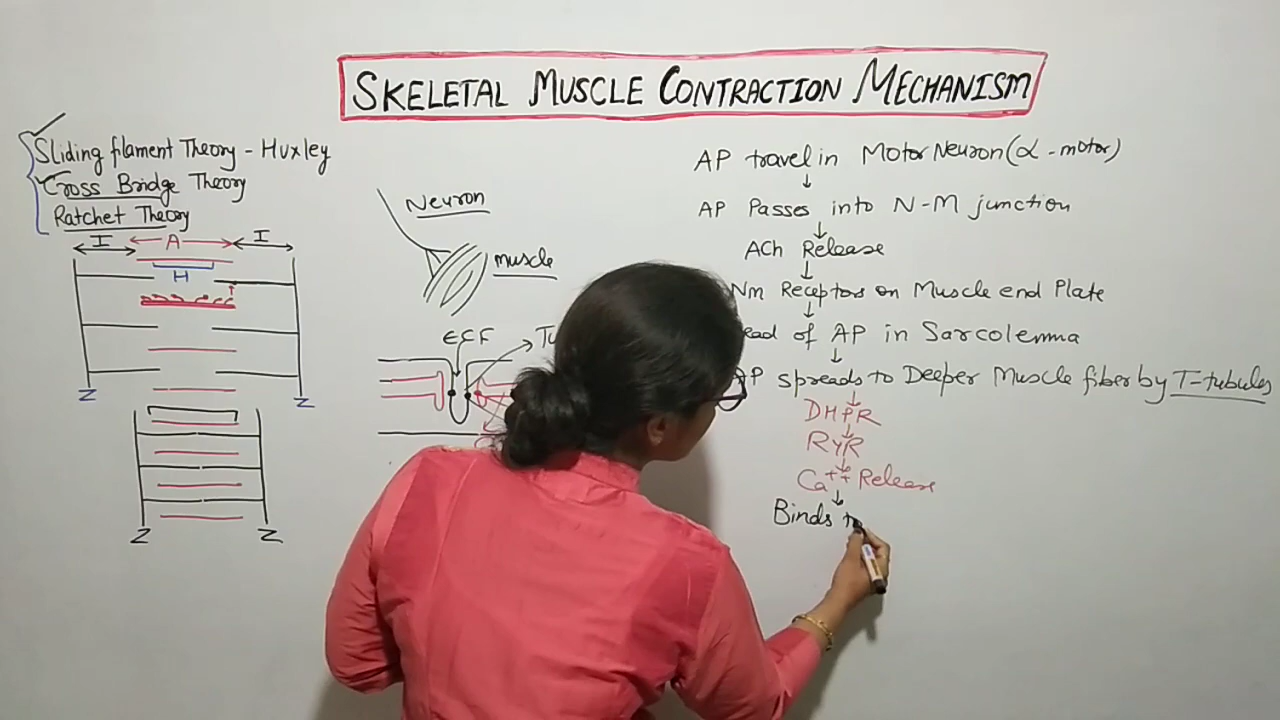 SKELETAL MUSCLE CONTRACTION MECHANISM
Sliding filament Theory - Huxley
Cross Bridge Theory
Ratchet Theory
I A I
H
Z Z
Z Z
Neuron
muscle
ECF
AP travel in Motor Neuron (α - motor)
AP Passes into N-M junction
ACh Release
Nm Receptors on Muscle end Plate
of AP in Sarcolemma
spreads to Deeper Muscle fiber by T-tubules
DHPR
RyR
Ca++ Release
Binds